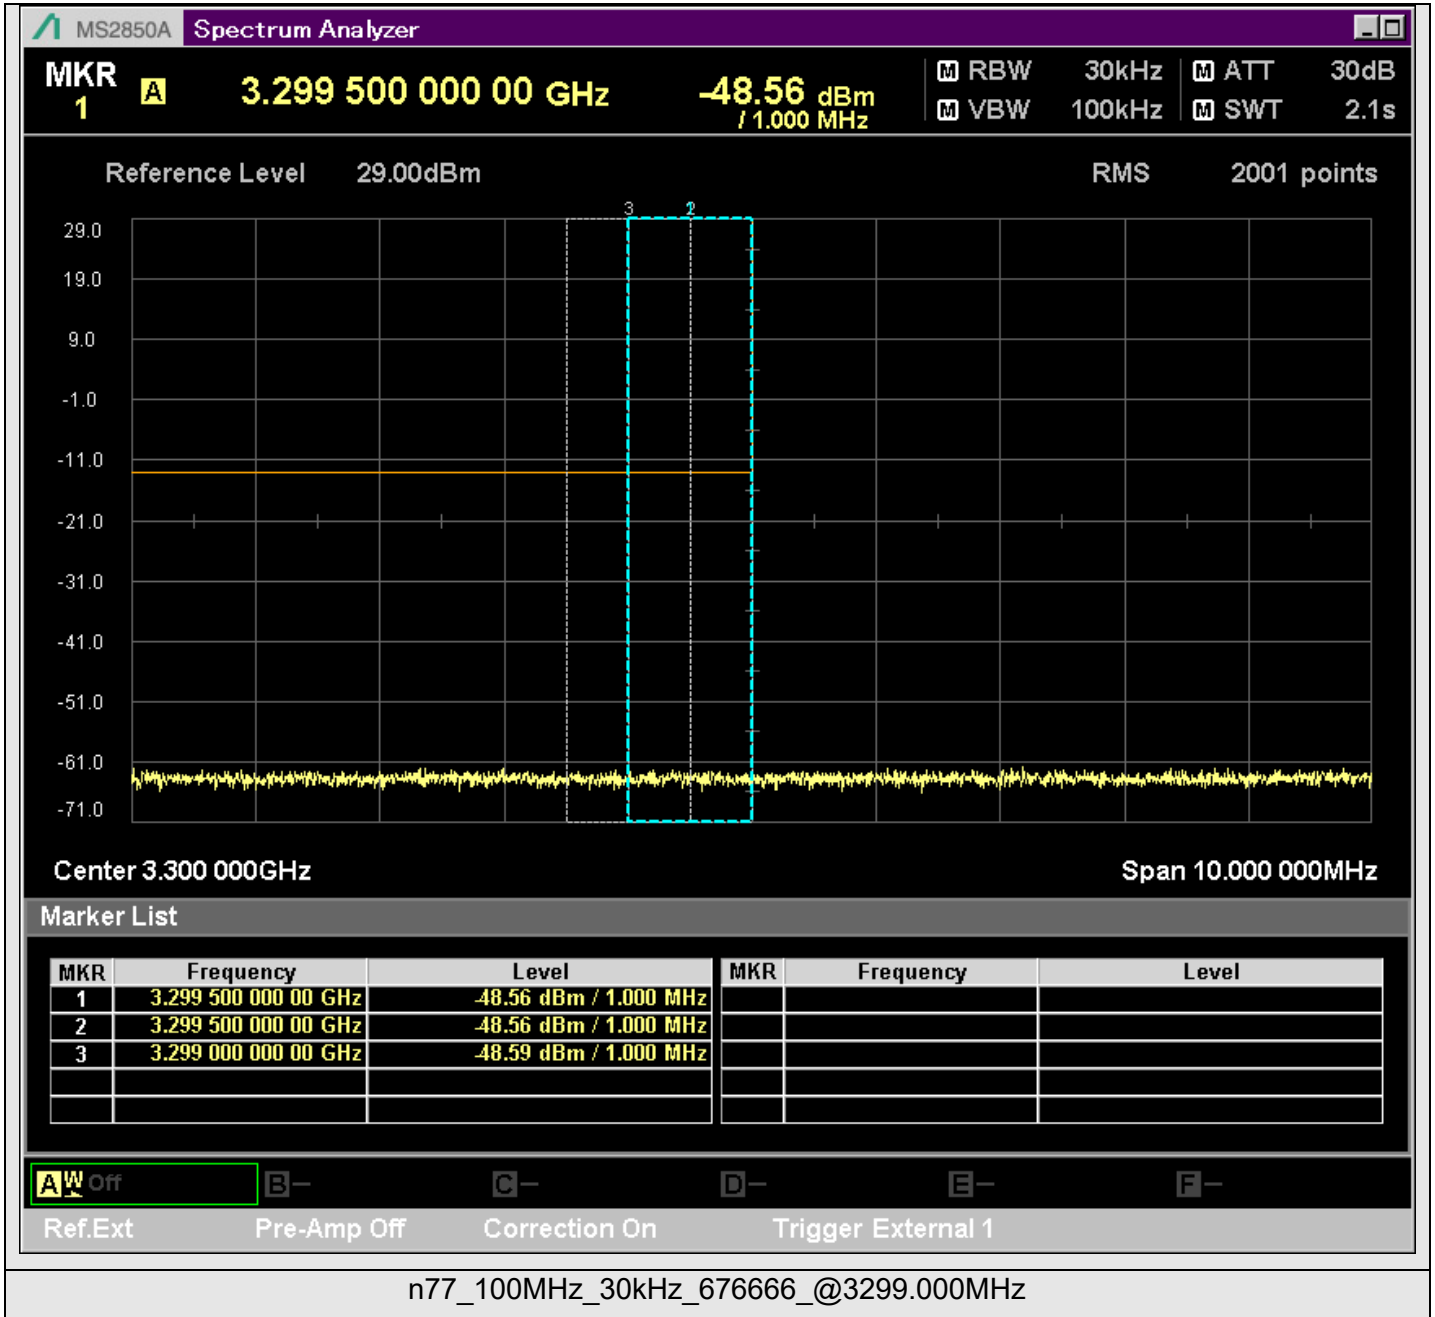 MS2850A Spectrum Analyzer
MKR 1 A 3.299 500 000 00 GHz -48.56 dBm / 1.000 MHz
M RBW 30kHz M ATT 30dB
M VBW 100kHz M SWT 2.1s
Reference Level 29.00dBm RMS 2001 points
3 2
29.0
19.0
9.0
-1.0
-11.0
-21.0
-31.0
-41.0
-51.0
-61.0
-71.0
Center 3.300 000GHz Span 10.000 000MHz
Marker List
MKR Frequency Level MKR Frequency Level
1 3.299 500 000 00 GHz -48.56 dBm / 1.000 MHz
2 3.299 500 000 00 GHz -48.56 dBm / 1.000 MHz
3 3.299 000 000 00 GHz -48.59 dBm / 1.000 MHz
A W Off B- C- D- E- F-
Ref.Ext Pre-Amp Off Correction On Trigger External 1
n77_100MHz_30kHz_676666_@3299.000MHz